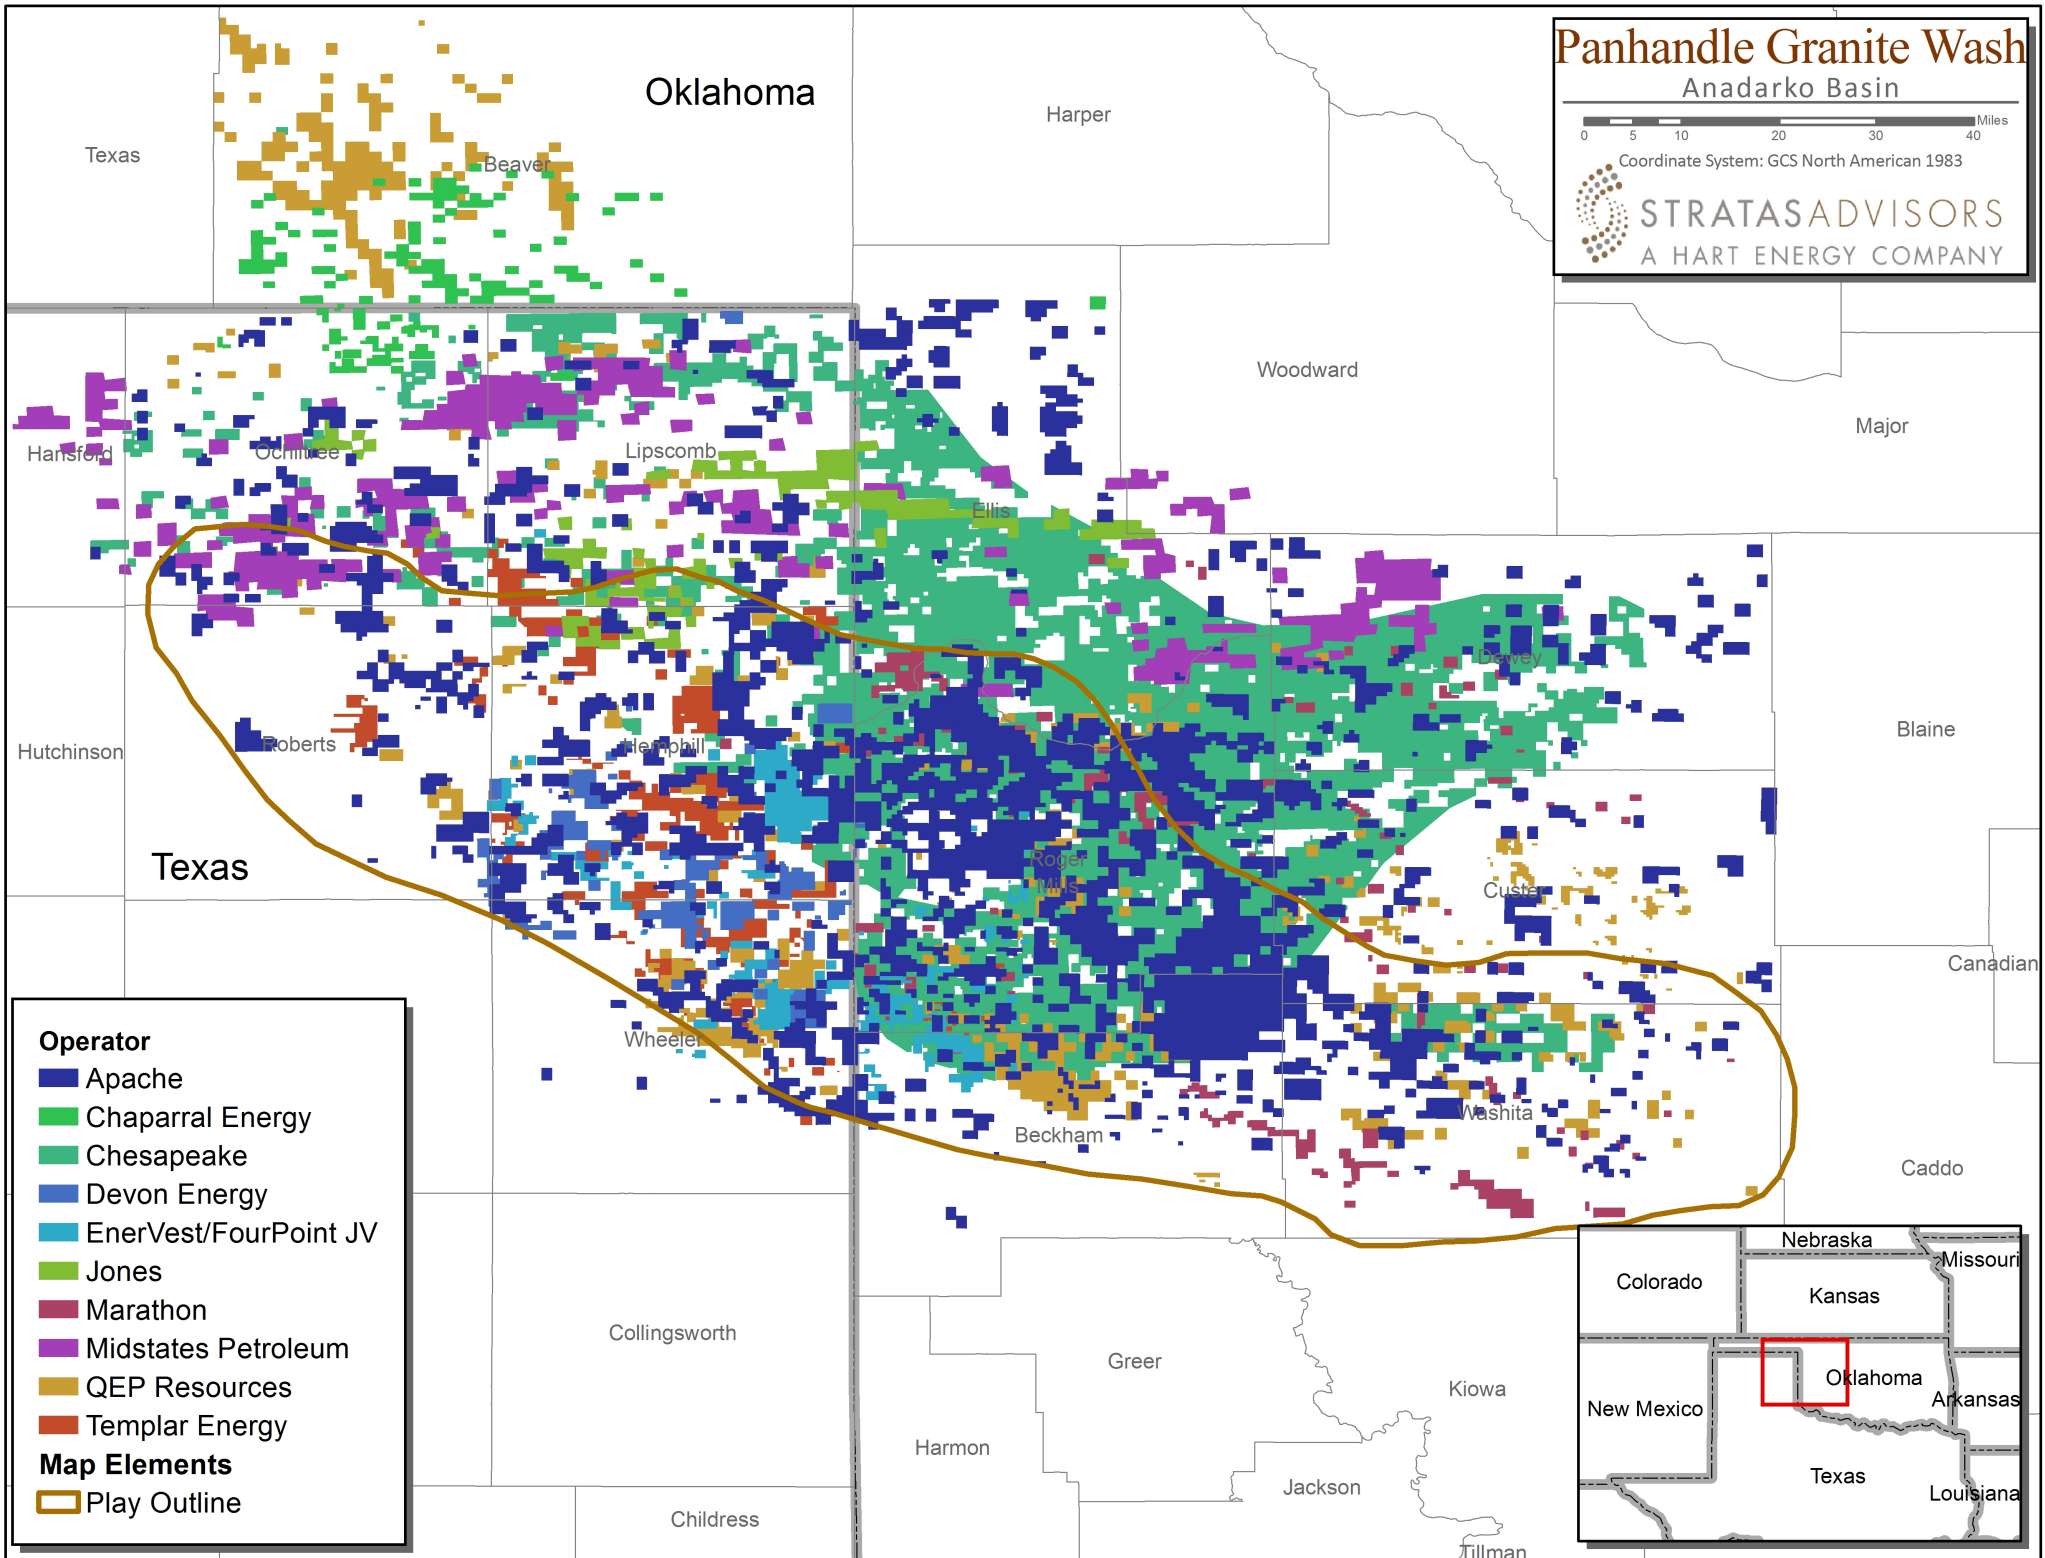 Panhandle Granite Wash
Anadarko Basin
Miles
0 5 10 20 30 40
Coordinate System: GCS North American 1983
STRATASADVISORS
A HART ENERGY COMPANY
Oklahoma
Harper
Texas
Beaver
Woodward
Major
Hansford
Ochiltree
Lipscomb
Ellis
Dewey
Blaine
Hutchinson
Roberts
Hemphill
Texas
Roger
Mills
Custer
Canadian
Wheeler
Beckham
Washita
Caddo
Collingsworth
Greer
Kiowa
Harmon
Jackson
Childress
Tillman
Operator
Apache
Chaparral Energy
Chesapeake
Devon Energy
EnerVest/FourPoint JV
Jones
Marathon
Midstates Petroleum
QEP Resources
Templar Energy
Map Elements
Play Outline
Nebraska
Missouri
Colorado
Kansas
Oklahoma
Arkansas
New Mexico
Texas
Louisiana